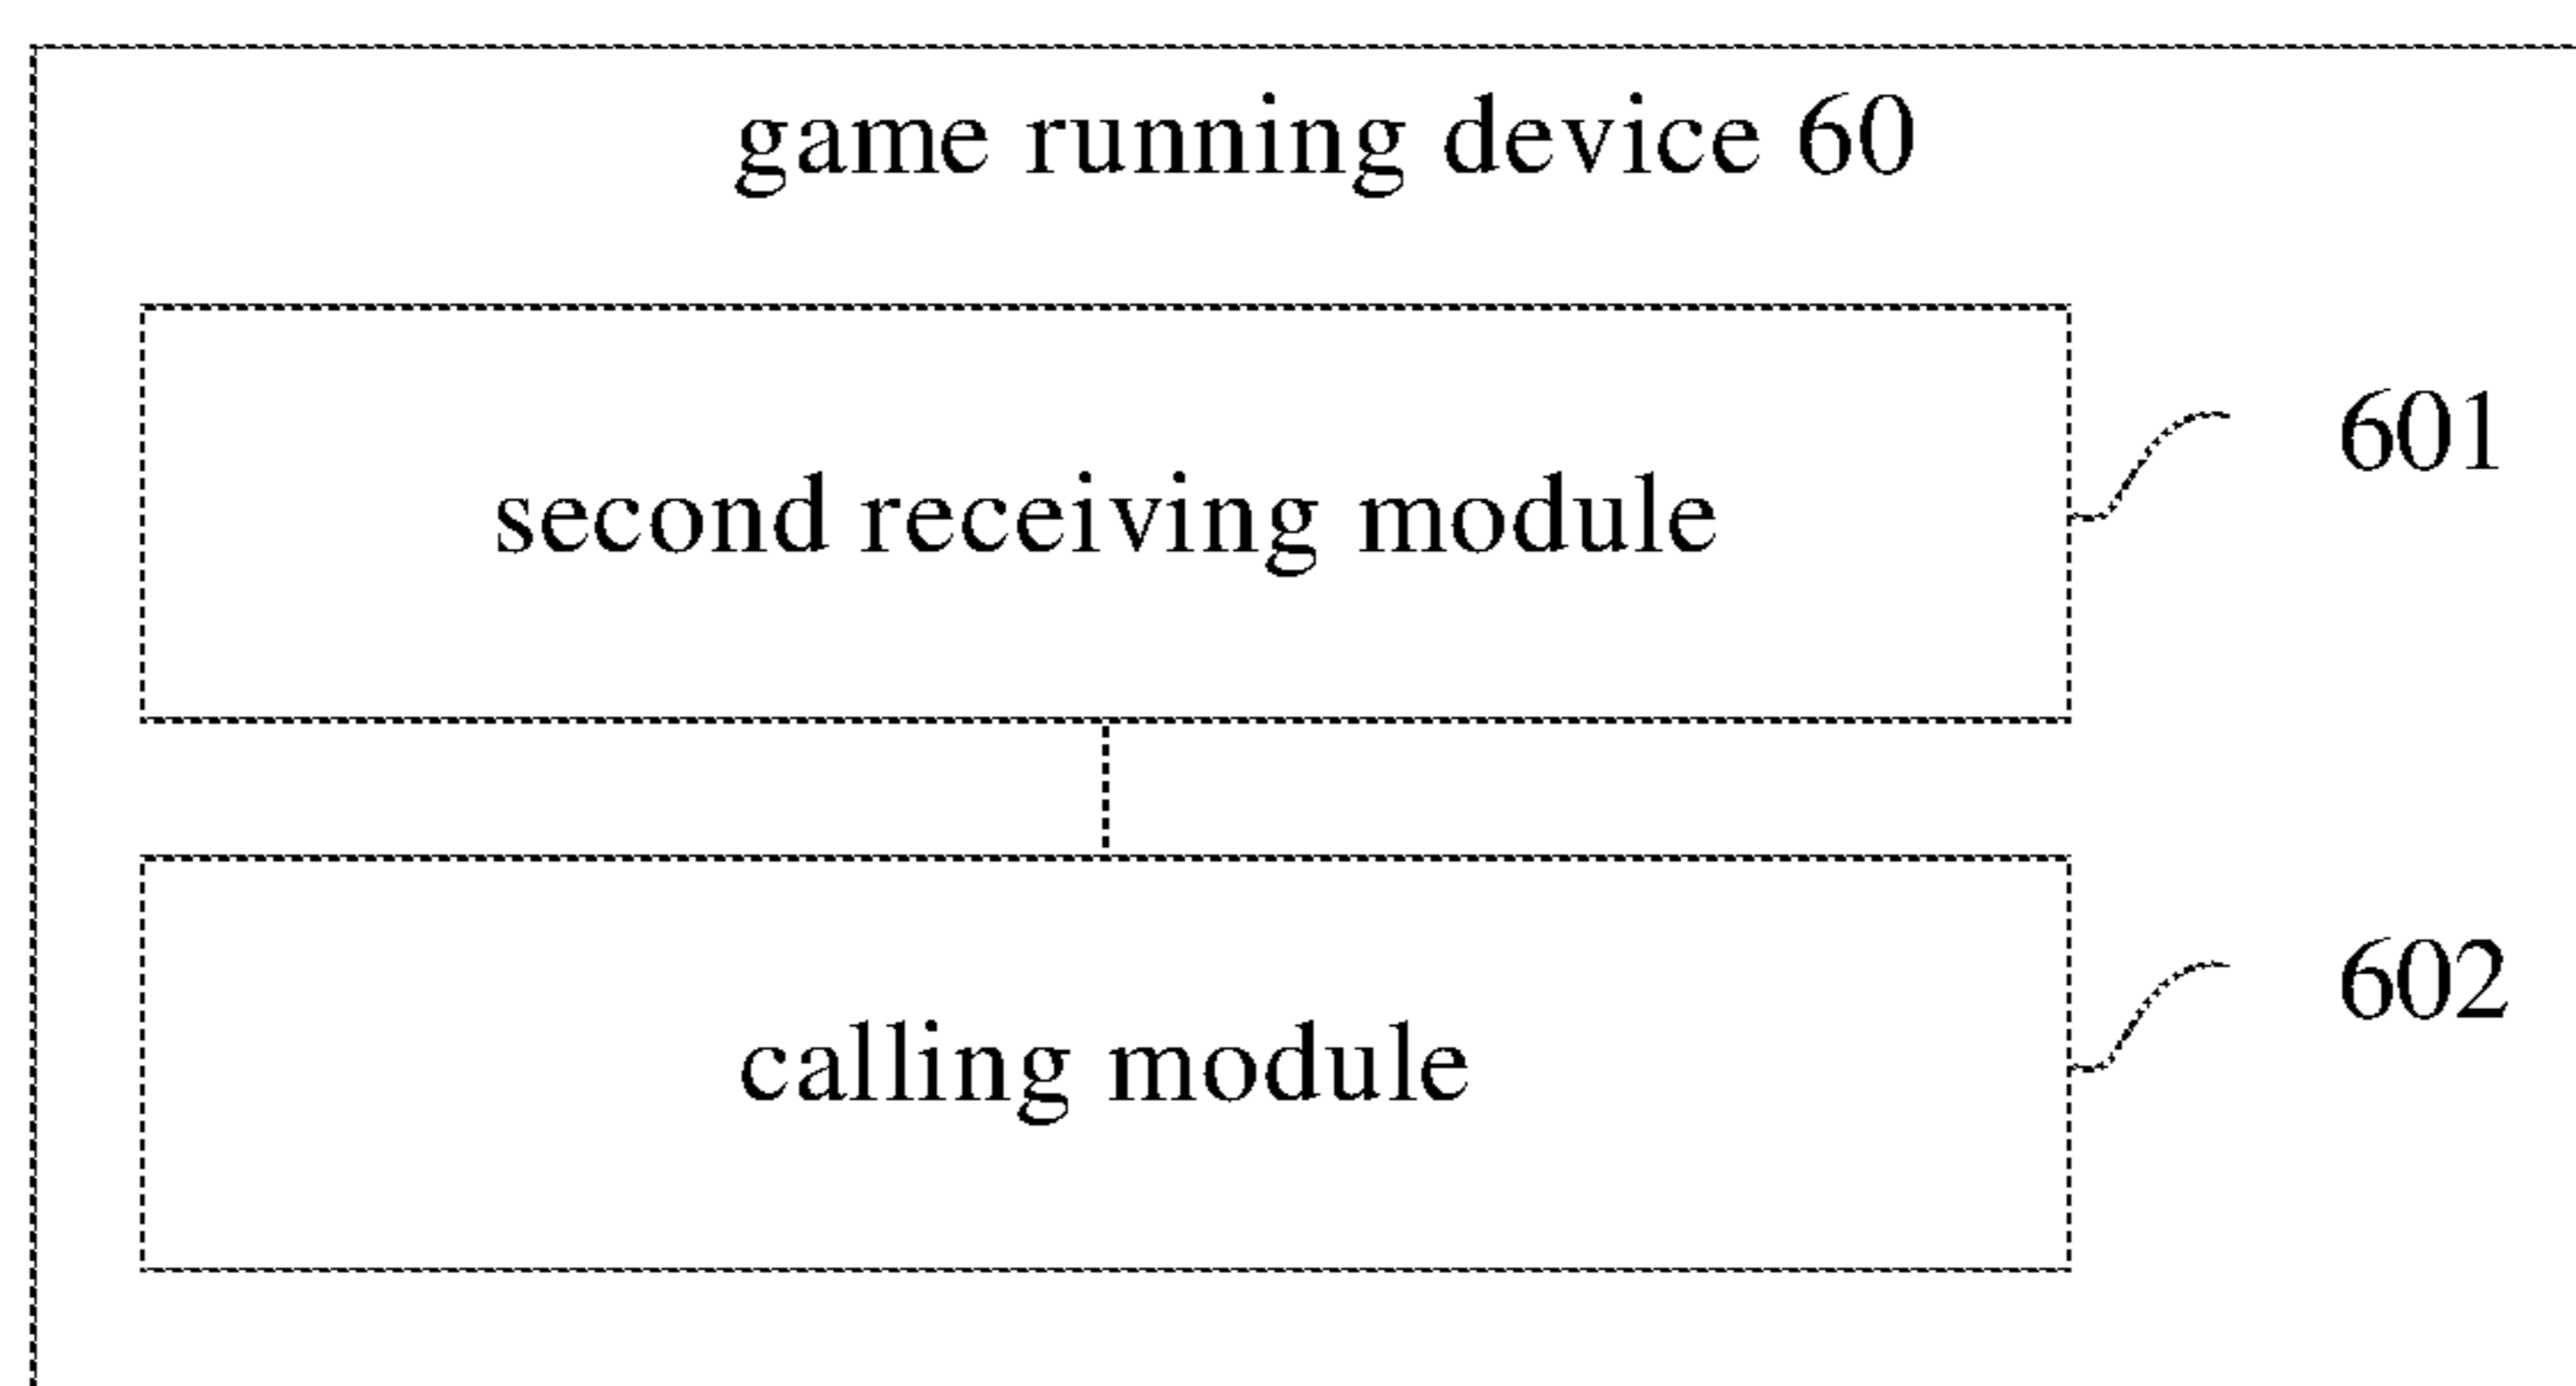 game running device 60
second receiving module
601
calling module
602